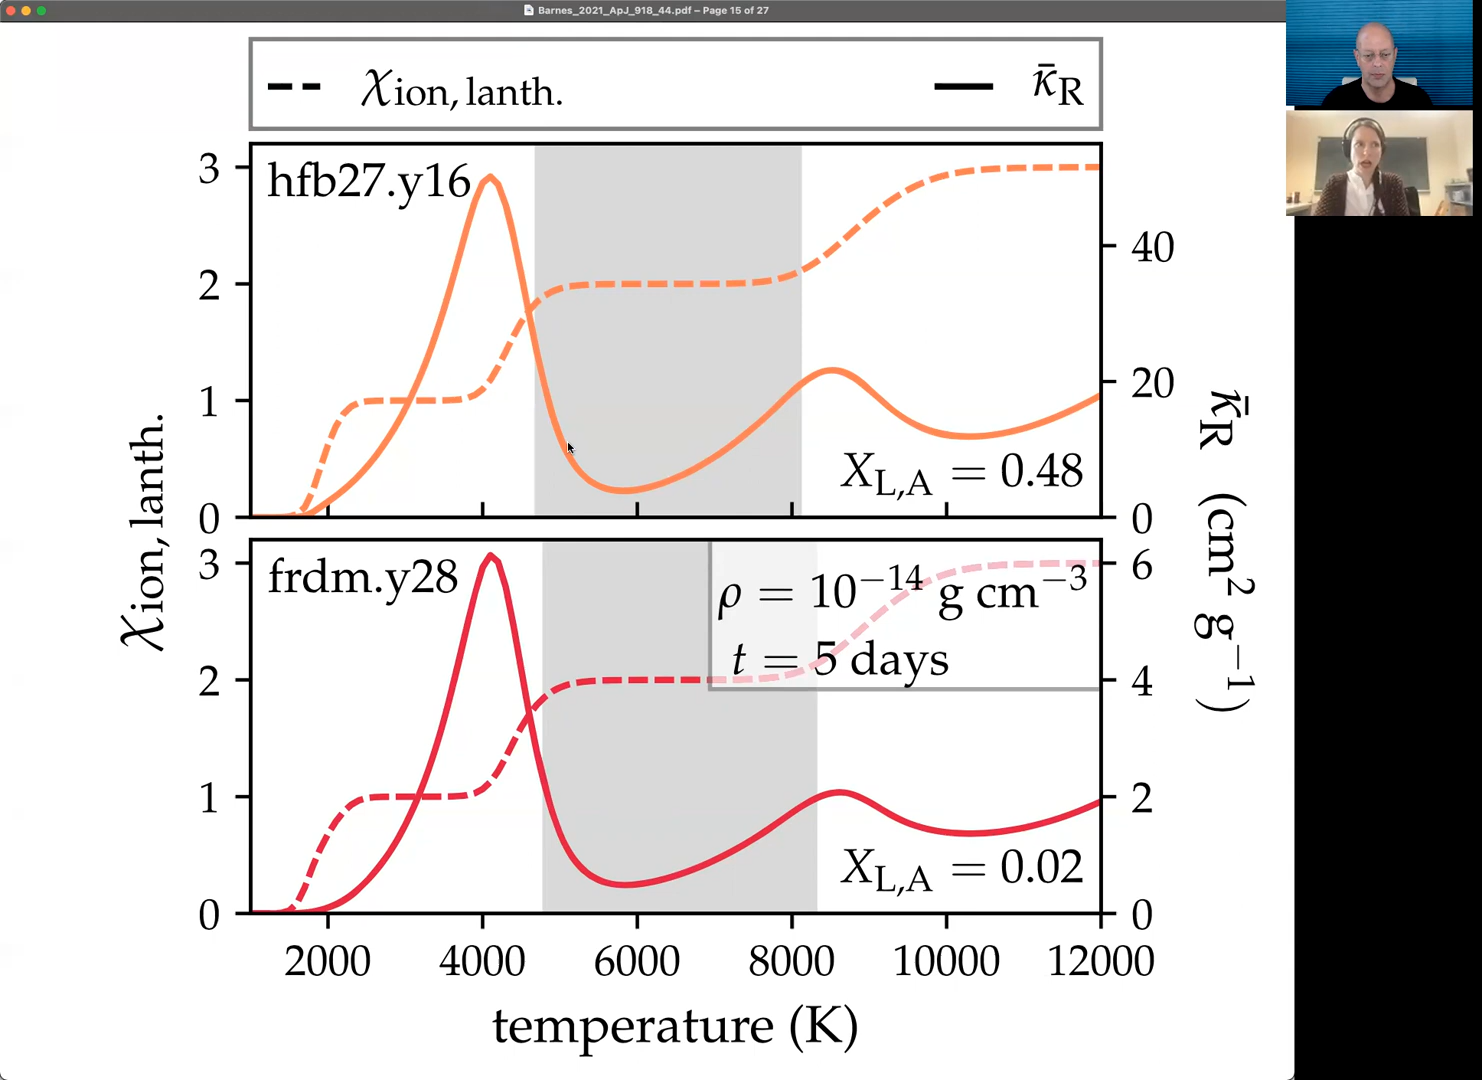 Barnes_2021_ApJ_918_44.pdf – Page 15 of 27
χion, lanth.
κ̄R
hfb27.y16
3
2
1
0
40
20
0
XL,A = 0.48
frdm.y28
ρ = 10−14 g cm−3
t = 5 days
3
2
1
0
6
4
2
0
XL,A = 0.02
χion, lanth.
κ̄R (cm2 g−1)
2000 4000 6000 8000 10000 12000
temperature (K)